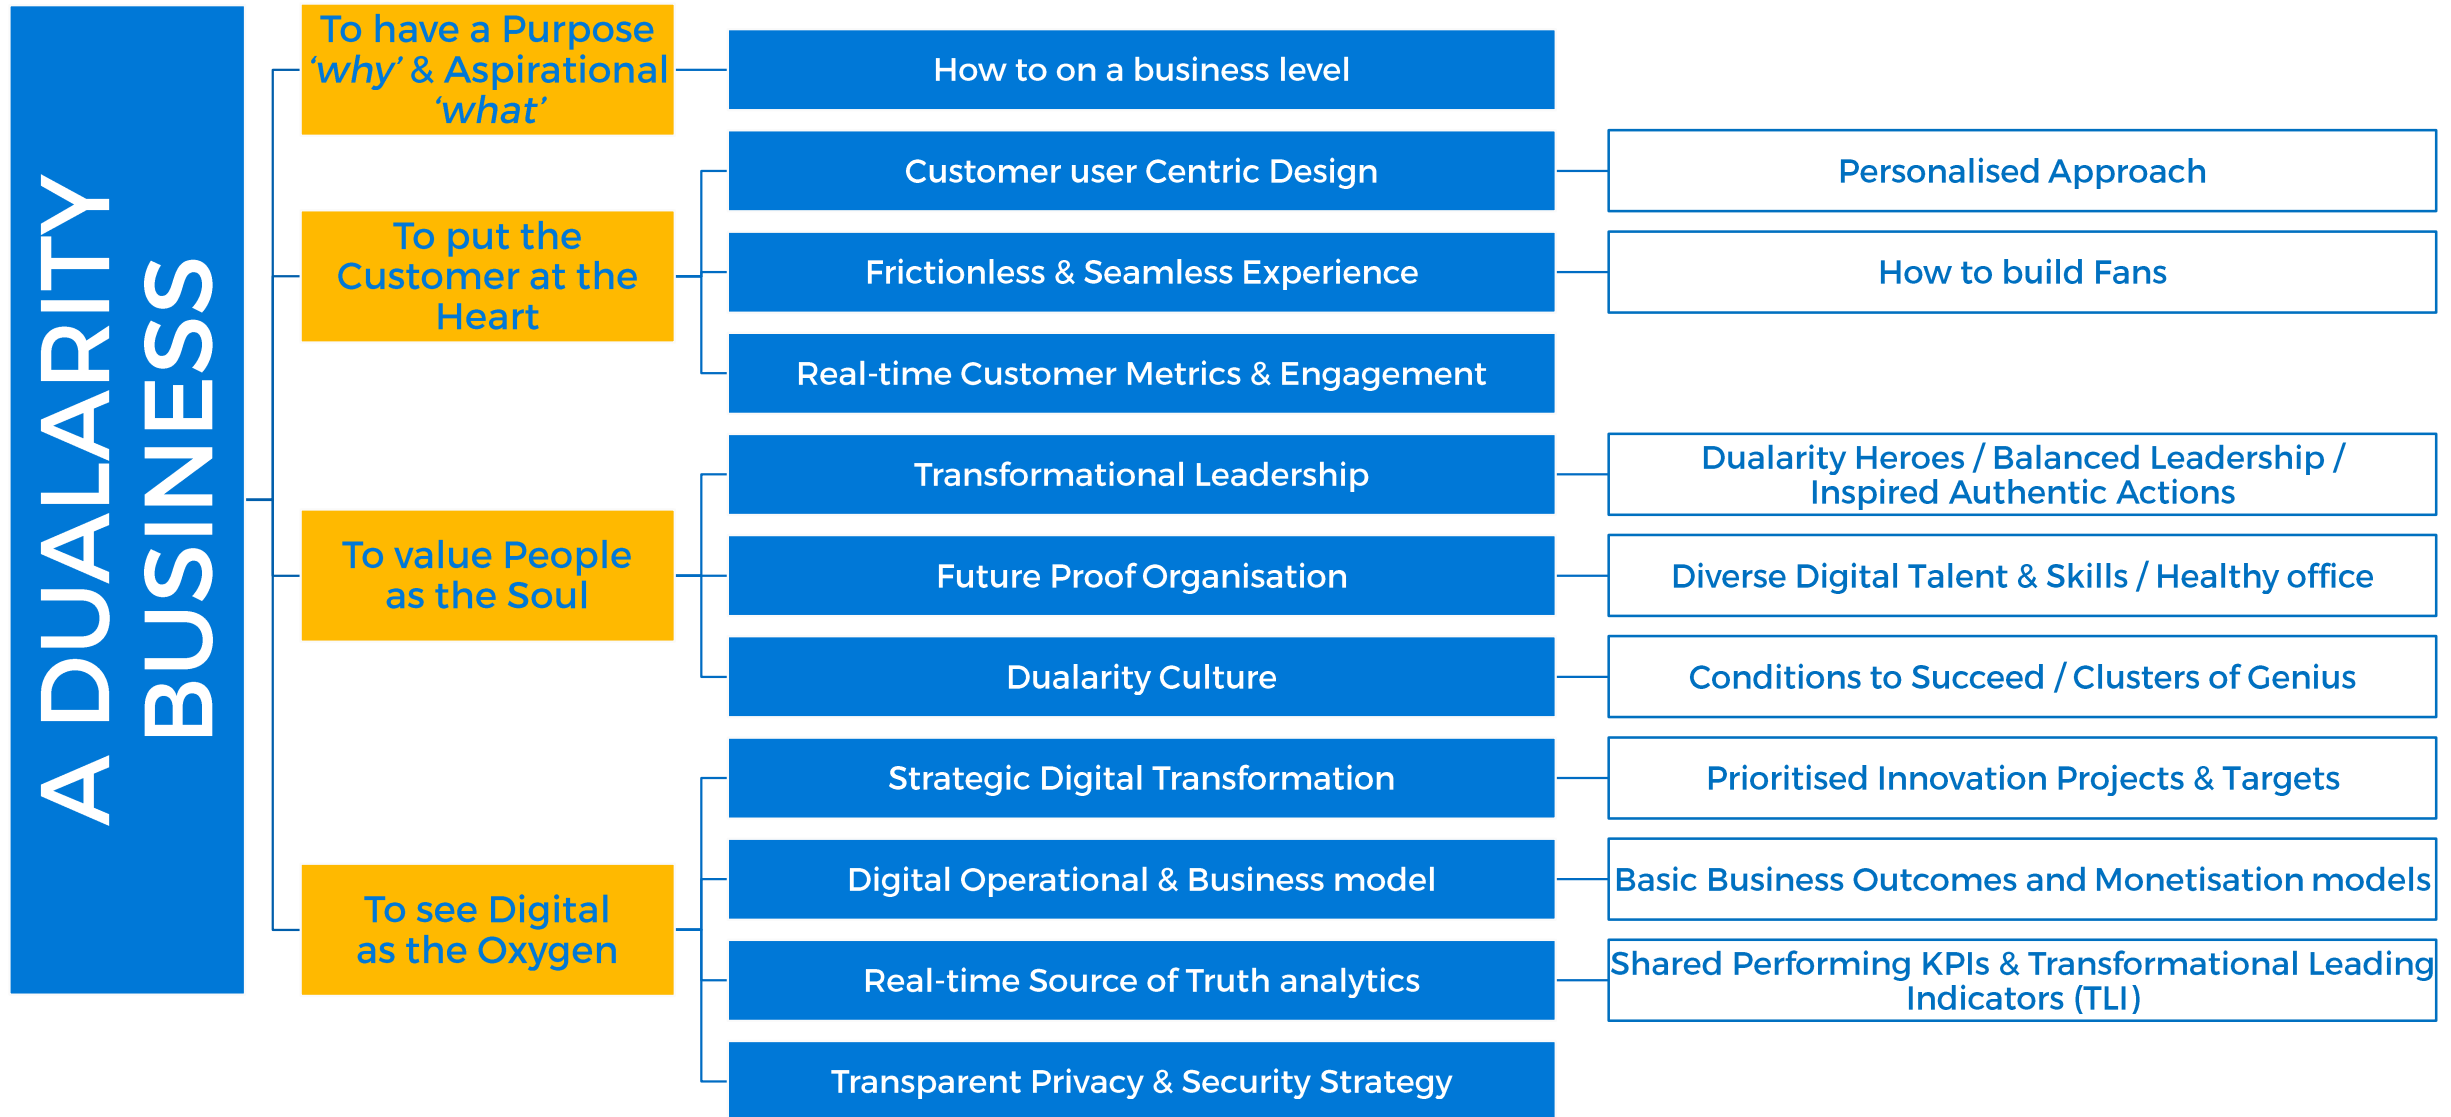 A DUALARITY
BUSINESS
To have a Purpose
‘why’ & Aspirational
‘what’
How to on a business level
To put the
Customer at the
Heart
Customer user Centric Design
Personalised Approach
Frictionless & Seamless Experience
How to build Fans
Real-time Customer Metrics & Engagement
To value People
as the Soul
Transformational Leadership
Dualarity Heroes / Balanced Leadership /
Inspired Authentic Actions
Future Proof Organisation
Diverse Digital Talent & Skills / Healthy office
Dualarity Culture
Conditions to Succeed / Clusters of Genius
To see Digital
as the Oxygen
Strategic Digital Transformation
Prioritised Innovation Projects & Targets
Digital Operational & Business model
Basic Business Outcomes and Monetisation models
Real-time Source of Truth analytics
Shared Performing KPIs & Transformational Leading
Indicators (TLI)
Transparent Privacy & Security Strategy